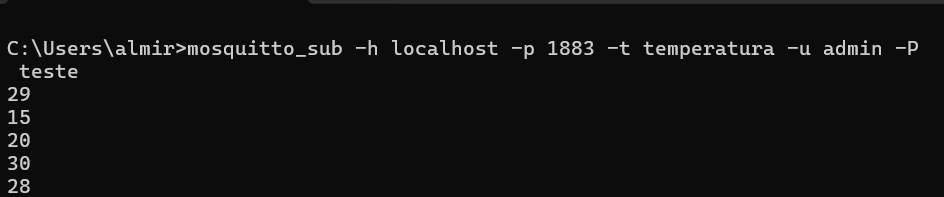 C:\Users\almir>mosquitto_sub -h localhost -p 1883 -t temperatura -u admin -P
 teste
29
15
20
30
28